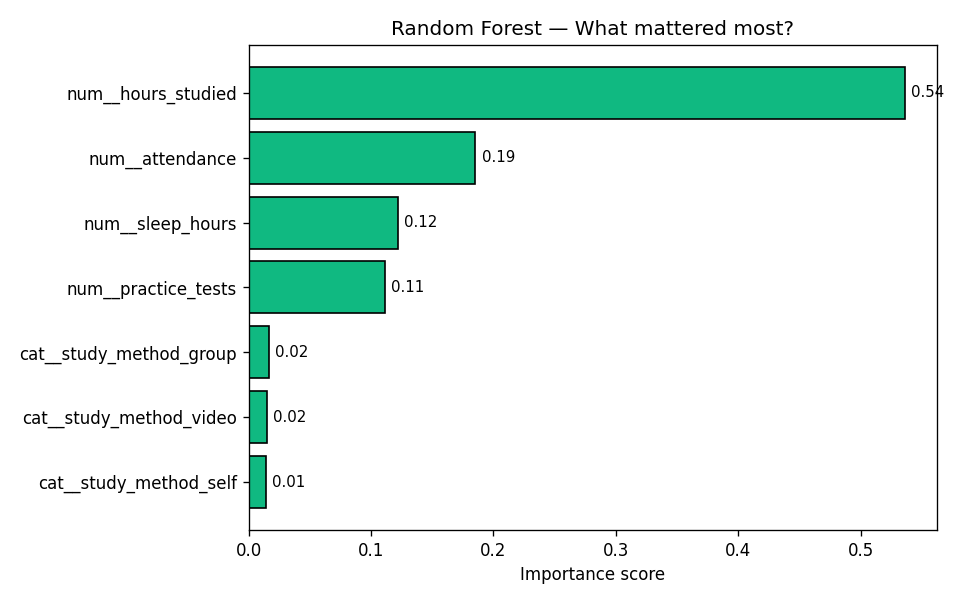 Random Forest — What mattered most?
num__hours_studied 0.54
num__attendance 0.19
num__sleep_hours 0.12
num__practice_tests 0.11
cat__study_method_group 0.02
cat__study_method_video 0.02
cat__study_method_self 0.01
0.0 0.1 0.2 0.3 0.4 0.5
Importance score